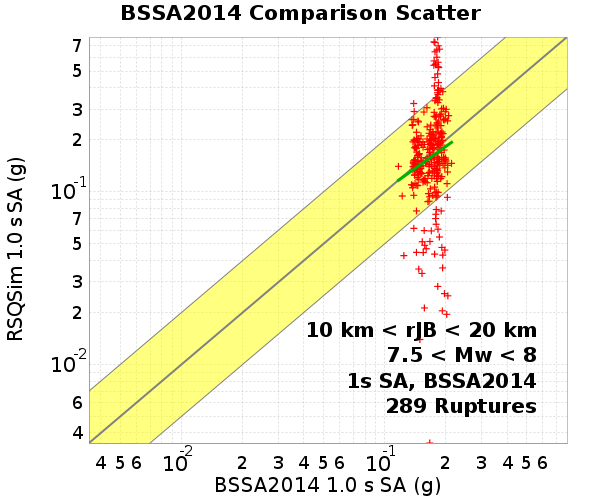 BSSA2014 Comparison Scatter
7
5
3
2
10-1
7
5
3
2
10-2
6
4
RSQSim 1.0 s SA (g)
10 km < rJB < 20 km
7.5 < Mw < 8
1s SA, BSSA2014
289 Ruptures
4 5 6 10-2 2 3 4 5 6 10-1 2 3 4 5 6
BSSA2014 1.0 s SA (g)